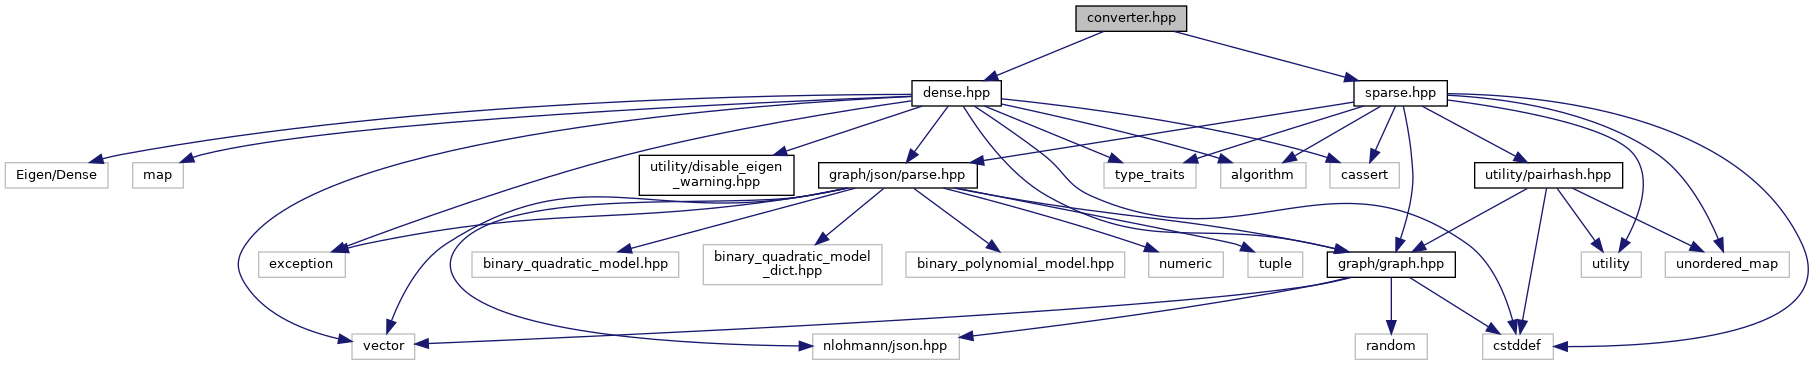 converter.hpp
dense.hpp
sparse.hpp
Eigen/Dense
map
utility/disable_eigen
_warning.hpp
graph/json/parse.hpp
type_traits
algorithm
cassert
utility/pairhash.hpp
exception
binary_quadratic_model.hpp
binary_quadratic_model
_dict.hpp
binary_polynomial_model.hpp
numeric
tuple
graph/graph.hpp
utility
unordered_map
vector
nlohmann/json.hpp
random
cstddef